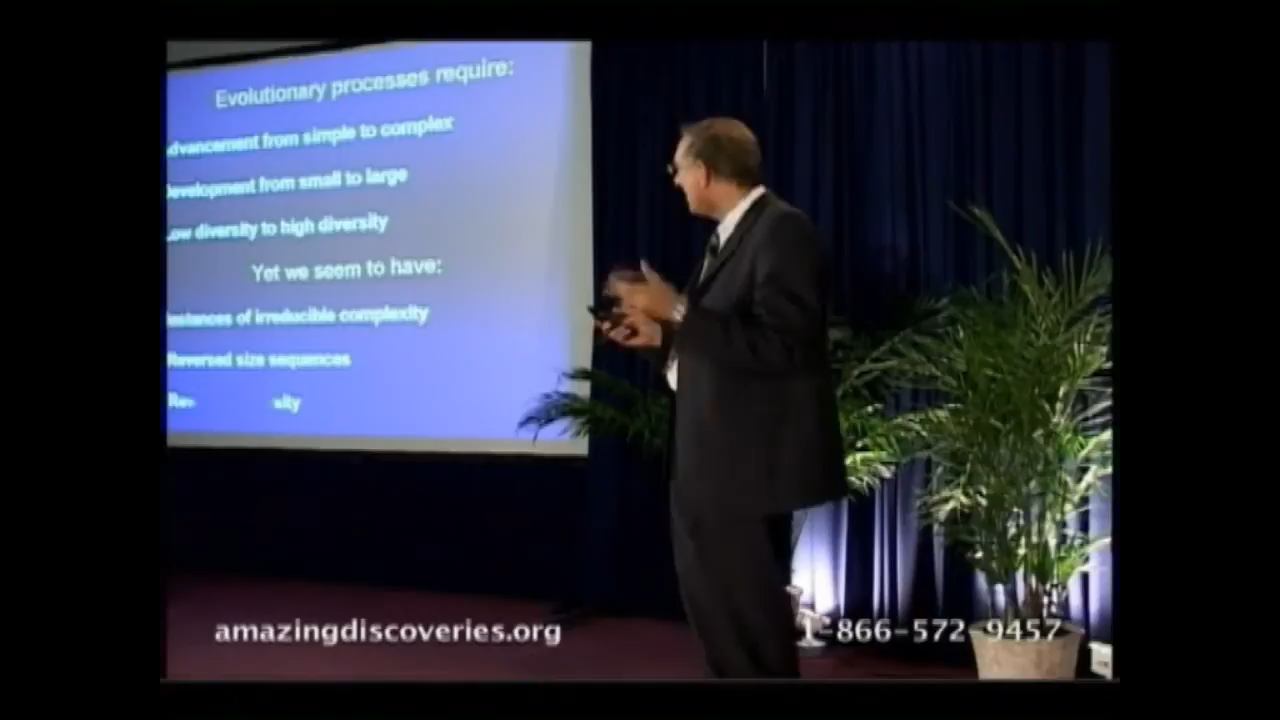 Evolutionary processes require:
dvancement from simple to complex
evelopment from small to large
ow diversity to high diversity
Yet we seem to have:
nstances of irreducible complexity
Reversed size sequences
amazingdiscoveries.org
1-866-572-9457